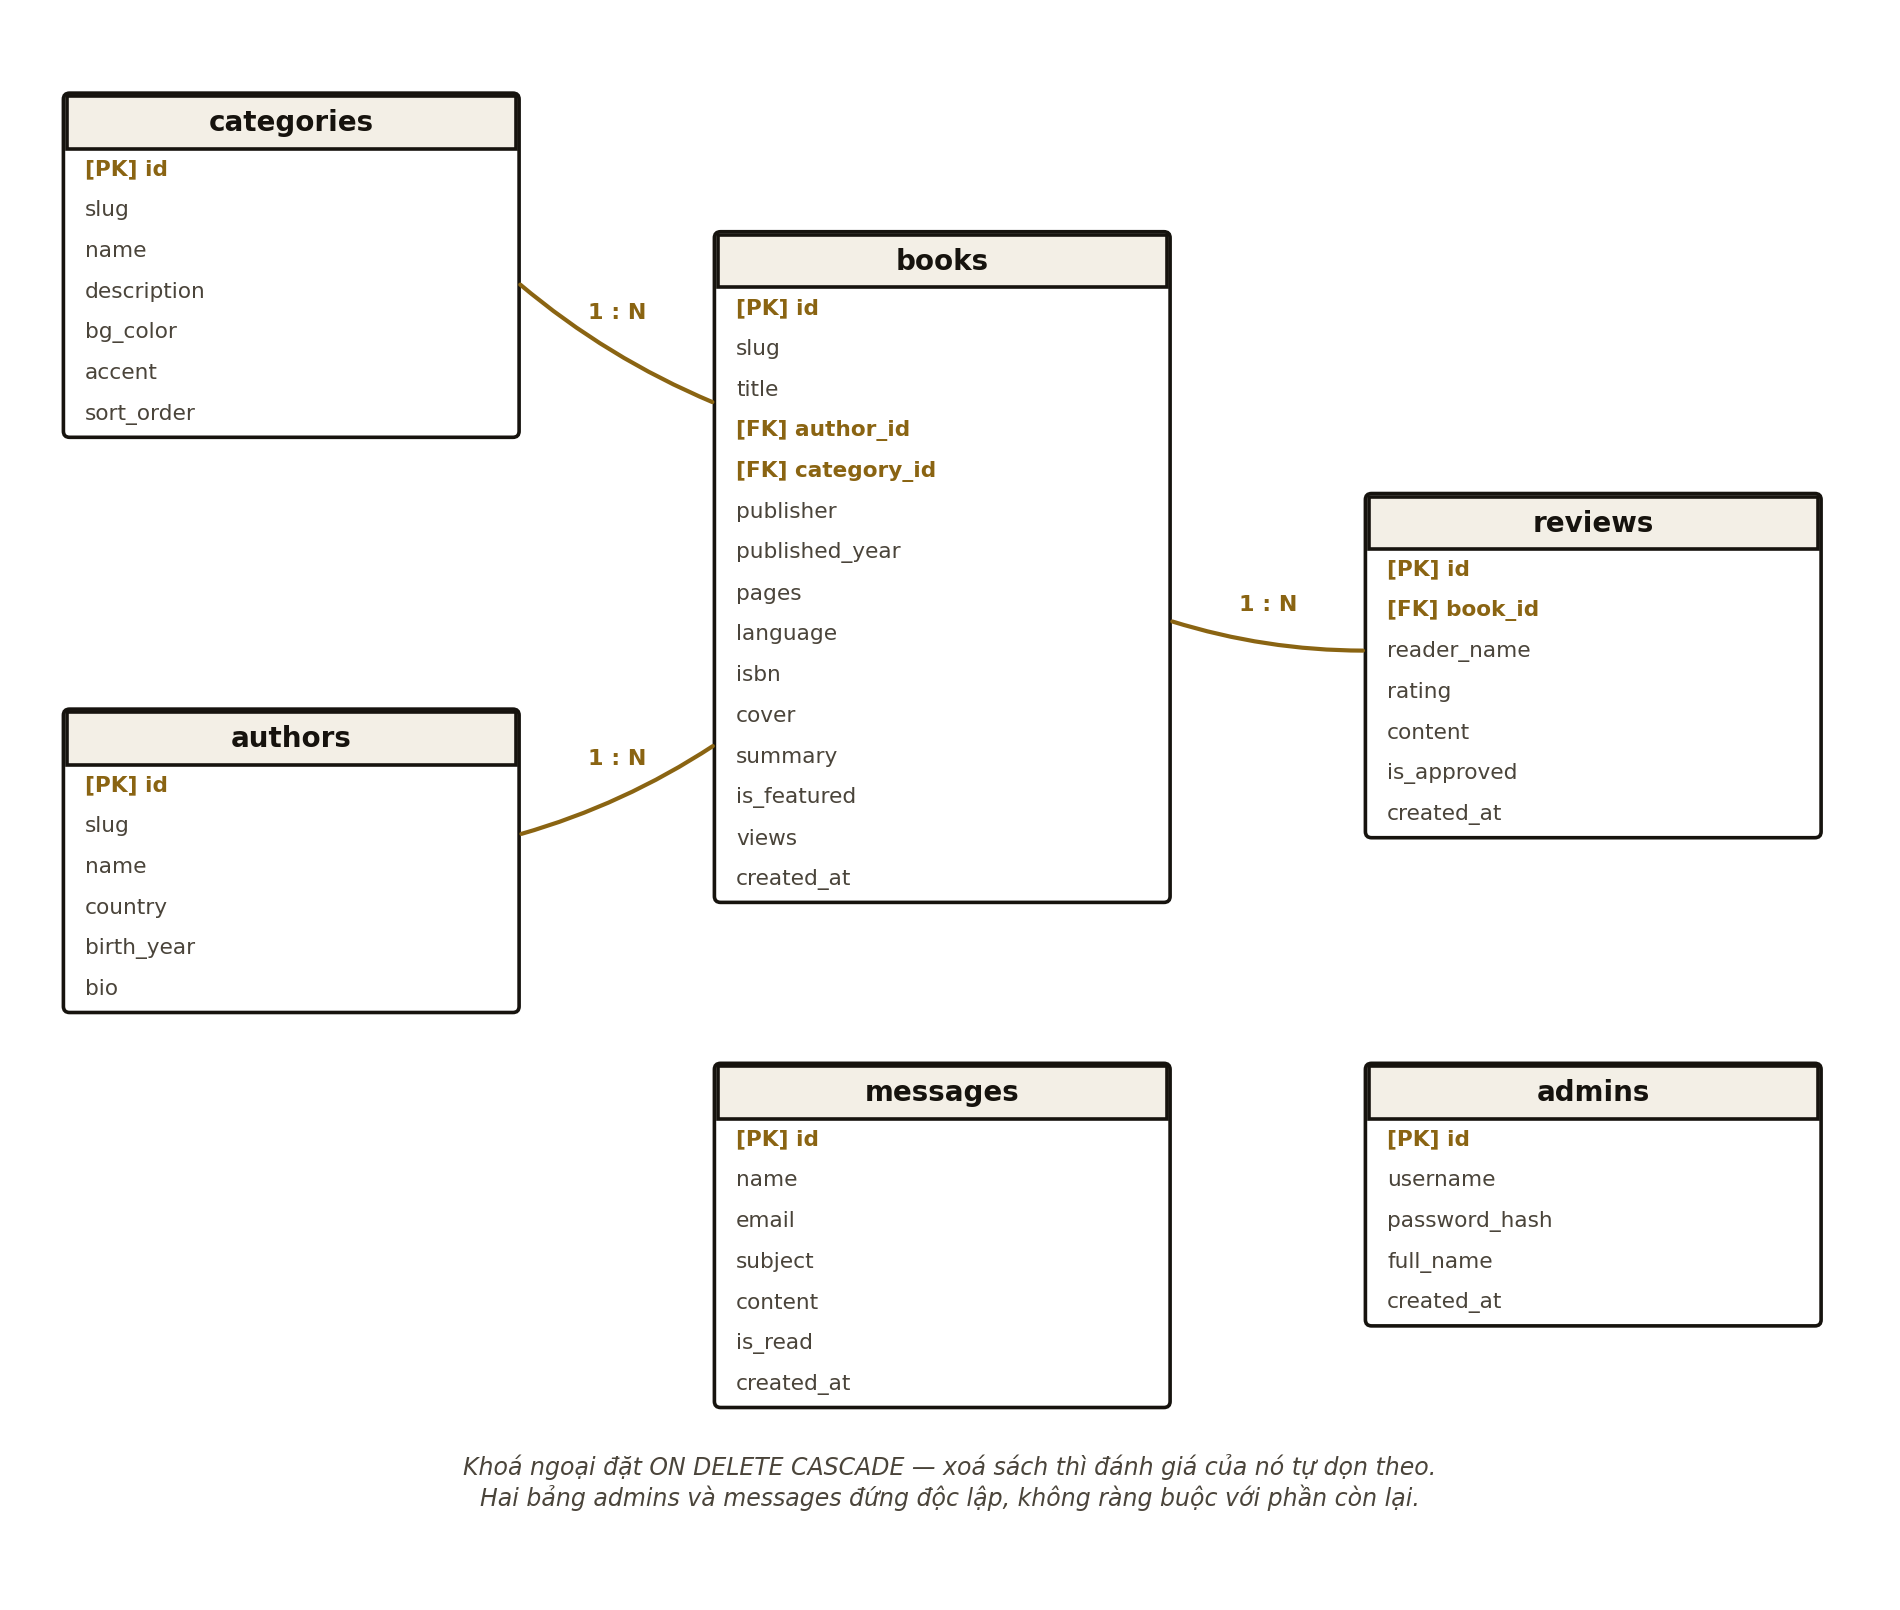 categories
[PK] id
slug
name
description
bg_color
accent
sort_order
1 : N
books
[PK] id
slug
title
[FK] author_id
[FK] category_id
publisher
published_year
pages
language
isbn
cover
summary
is_featured
views
created_at
1 : N
reviews
[PK] id
[FK] book_id
reader_name
rating
content
is_approved
created_at
authors
[PK] id
slug
name
country
birth_year
bio
1 : N
messages
[PK] id
name
email
subject
content
is_read
created_at
admins
[PK] id
username
password_hash
full_name
created_at
Khoá ngoại đặt ON DELETE CASCADE — xoá sách thì đánh giá của nó tự dọn theo.
Hai bảng admins và messages đứng độc lập, không ràng buộc với phần còn lại.